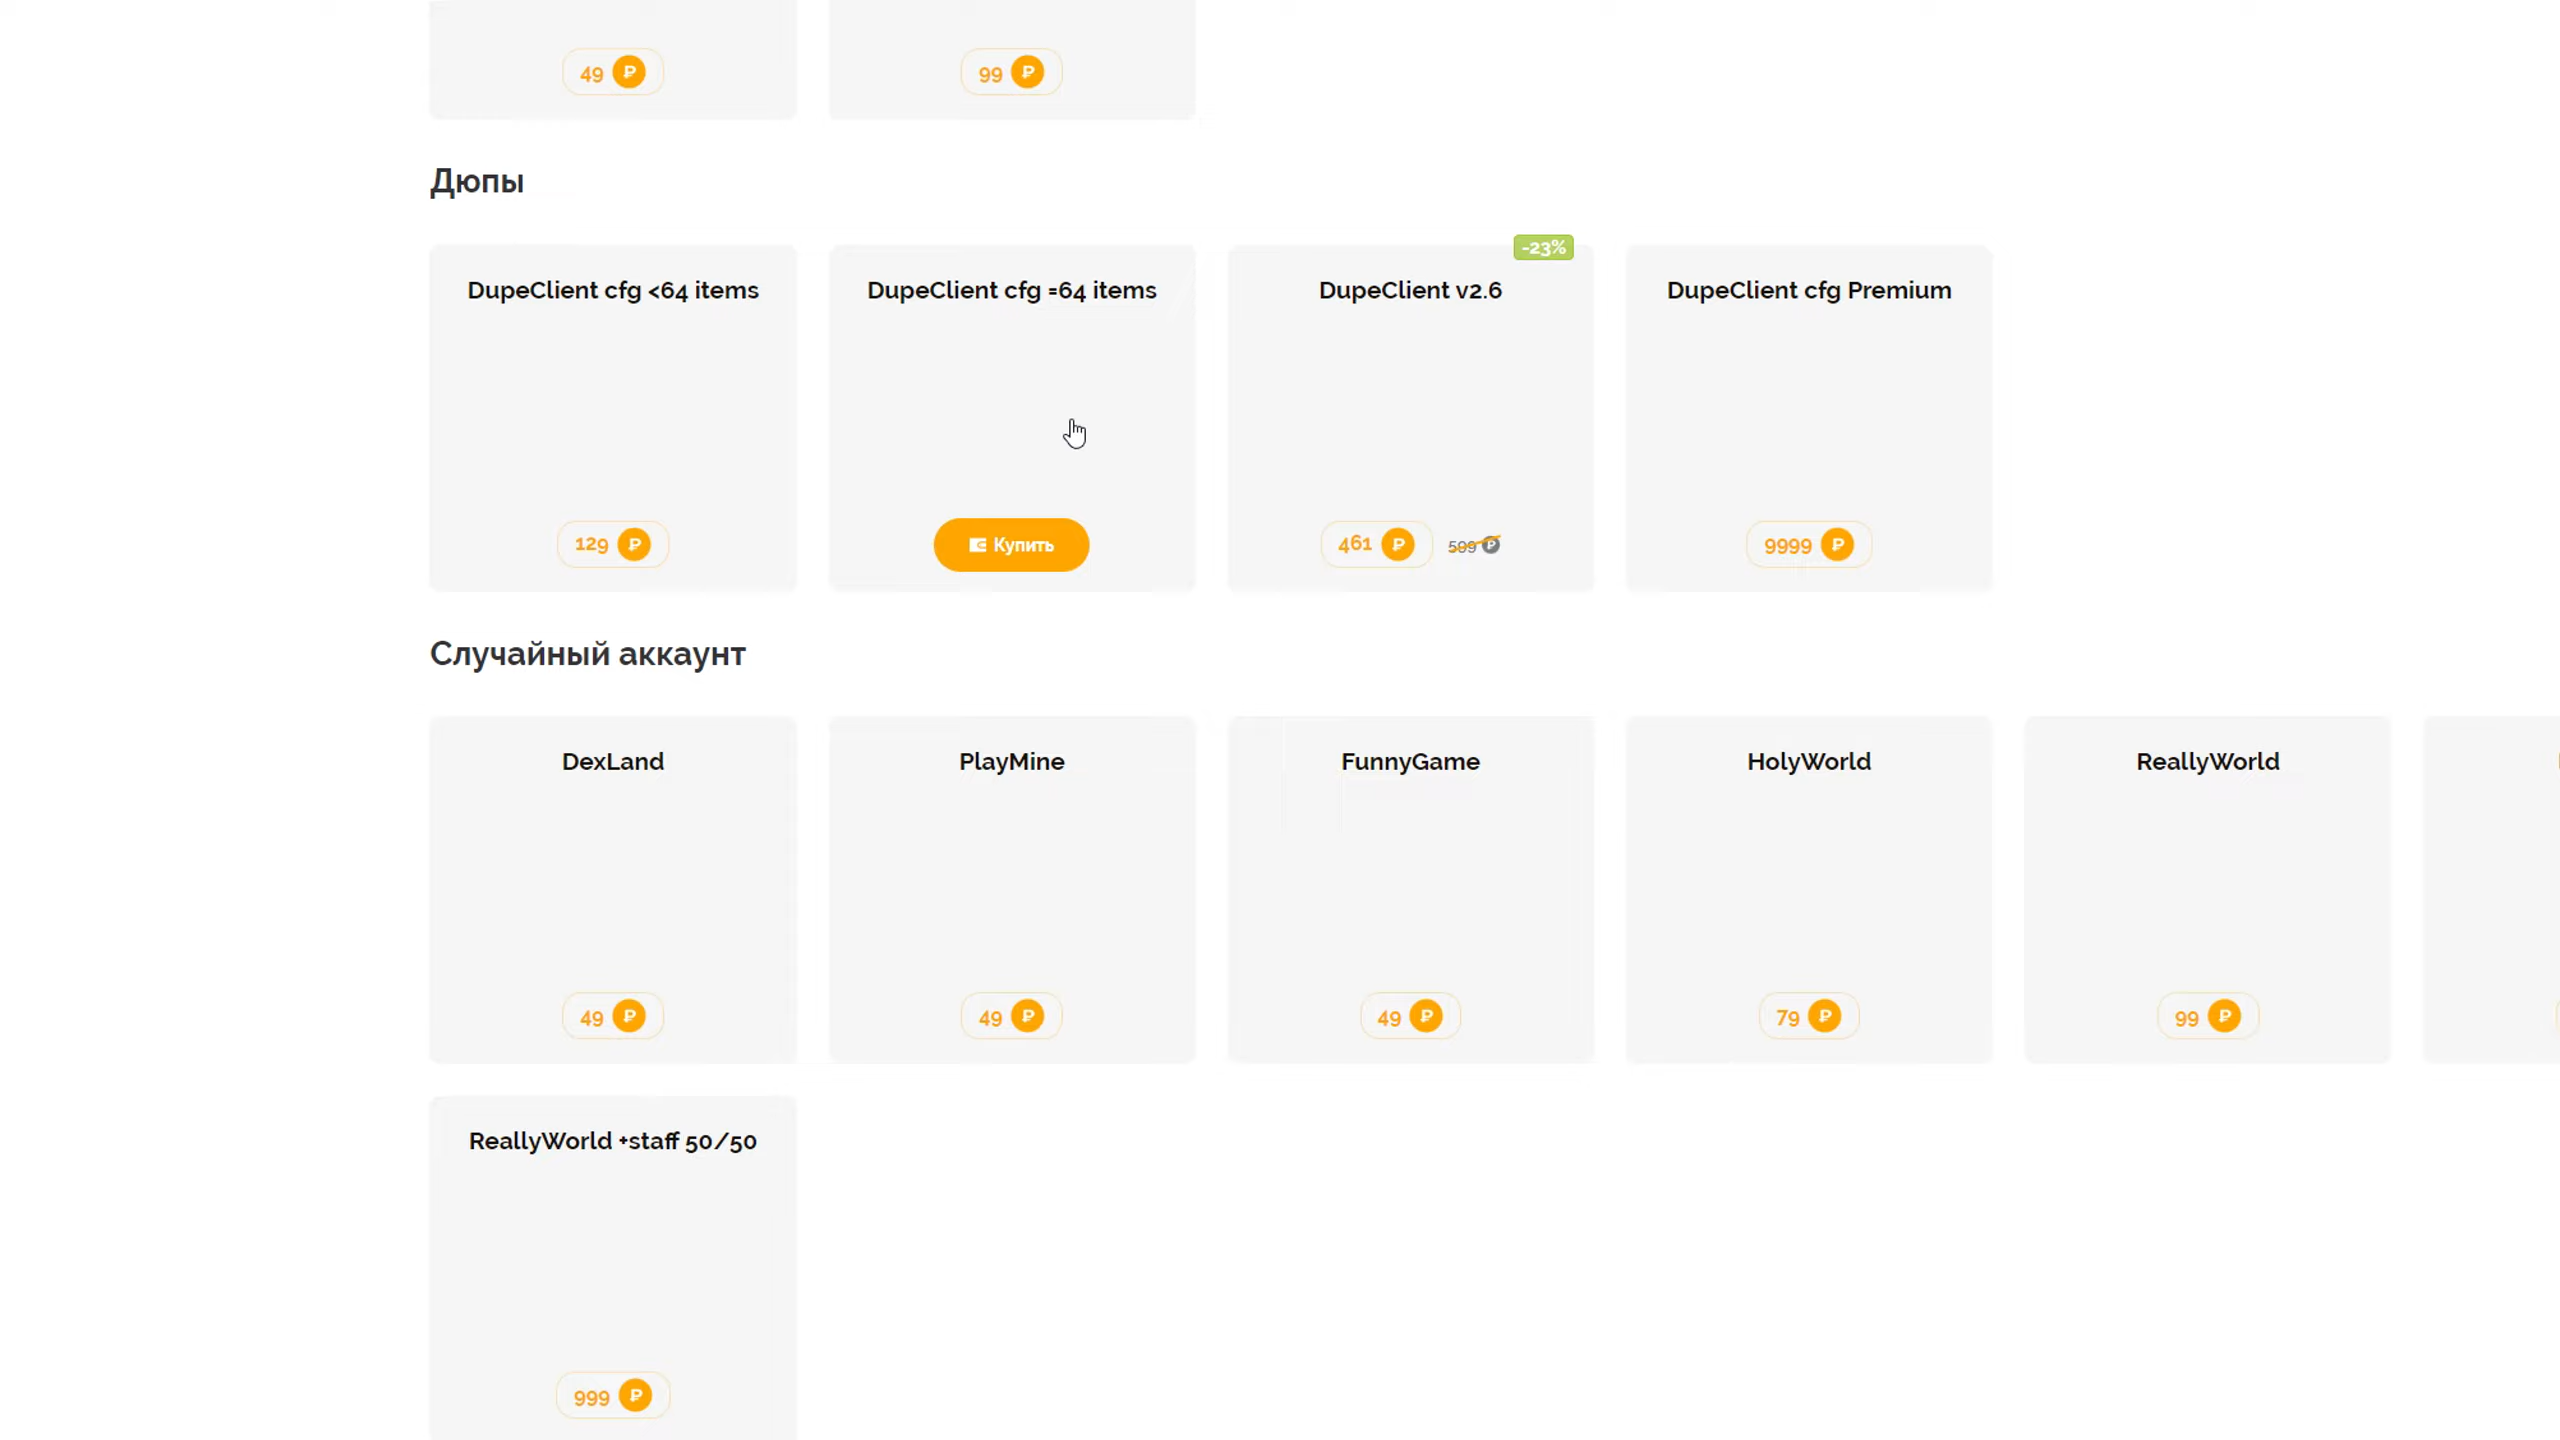 49 ₽
99 ₽
Дюпы
-23%
DupeClient cfg <64 items
DupeClient cfg =64 items
DupeClient v2.6
DupeClient cfg Premium
129 ₽
Купить
461 ₽
599 ₽
9999 ₽
Случайный аккаунт
DexLand
PlayMine
FunnyGame
HolyWorld
ReallyWorld
49 ₽
49 ₽
49 ₽
79 ₽
99 ₽
ReallyWorld +staff 50/50
999 ₽